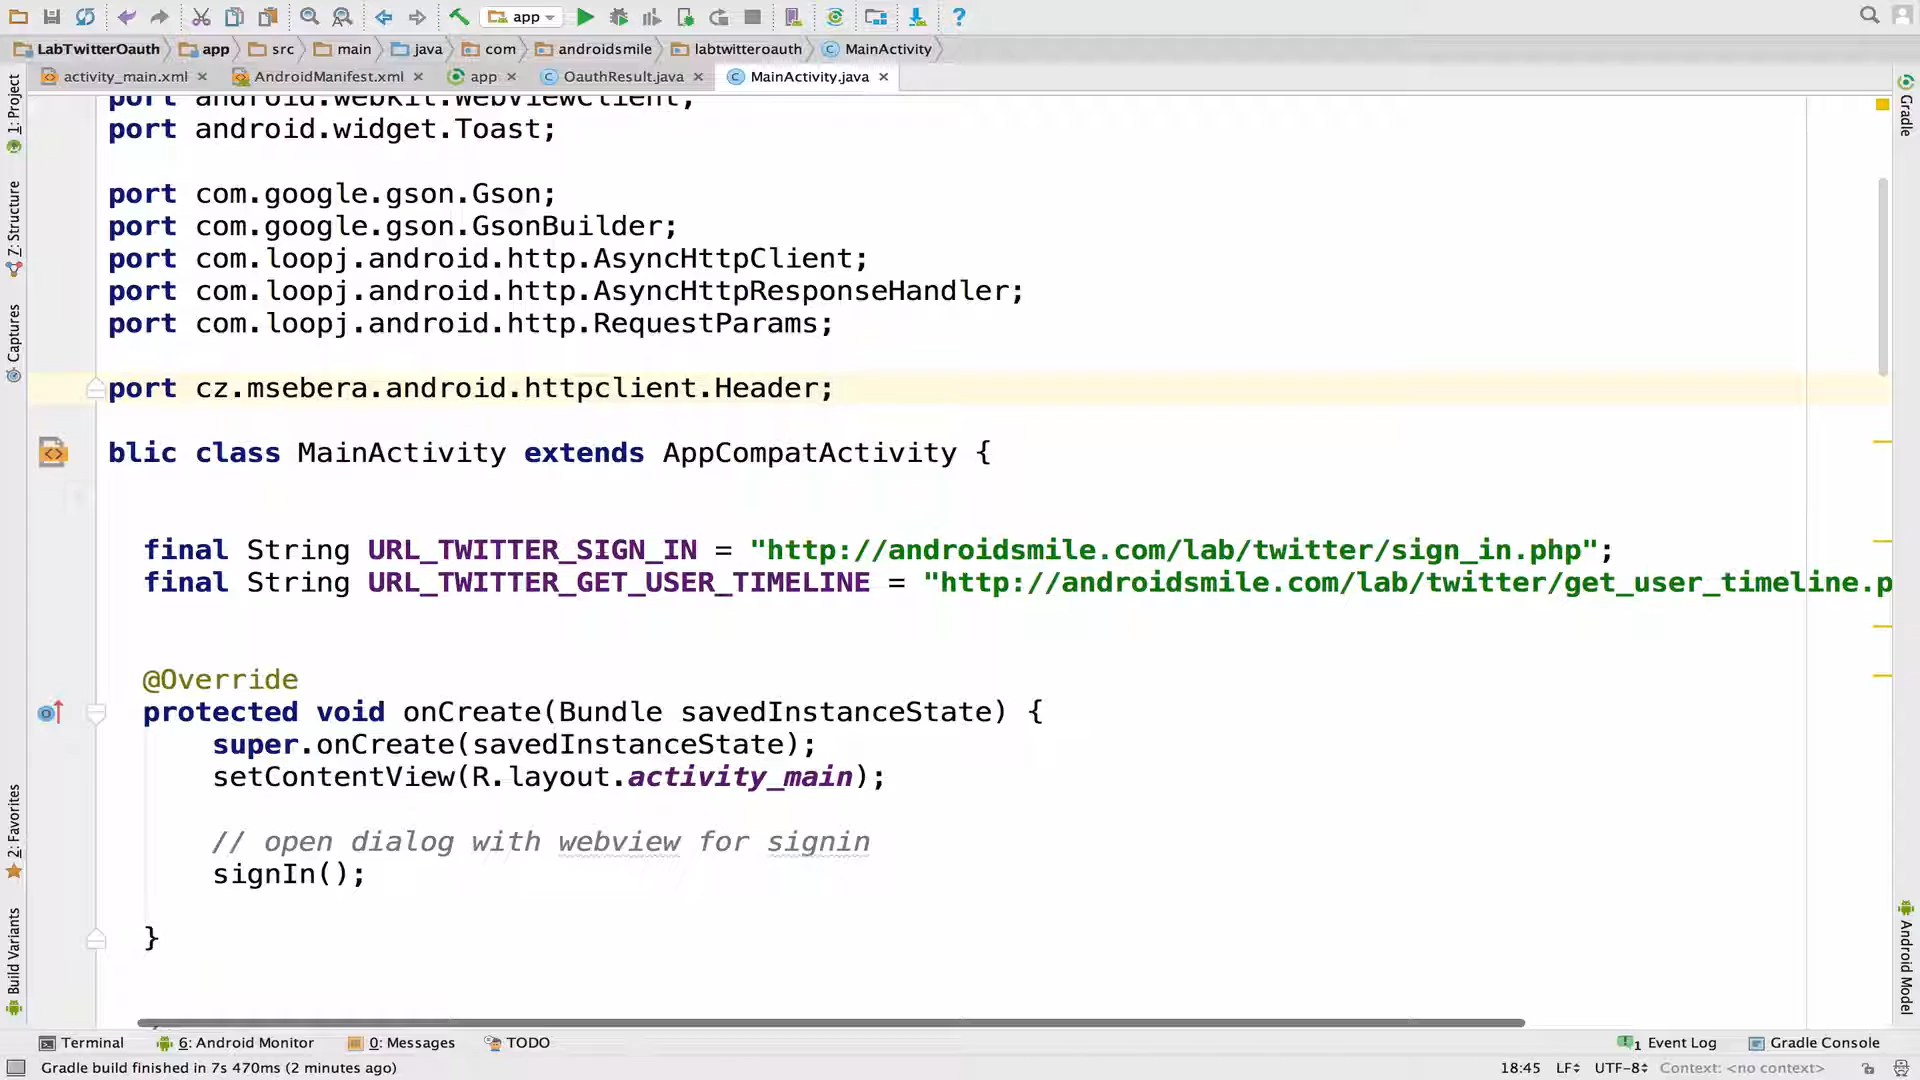 app
LabTwitterOauth app src main java com androidsmile labtwitteroauth MainActivity
activity_main.xml AndroidManifest.xml app OauthResult.java MainActivity.java
port android.webkit.WebViewClient;
port android.widget.Toast;
port com.google.gson.Gson;
port com.google.gson.GsonBuilder;
port com.loopj.android.http.AsyncHttpClient;
port com.loopj.android.http.AsyncHttpResponseHandler;
port com.loopj.android.http.RequestParams;
port cz.msebera.android.httpclient.Header;
blic class MainActivity extends AppCompatActivity {
final String URL_TWITTER_SIGN_IN = "http://androidsmile.com/lab/twitter/sign_in.php";
final String URL_TWITTER_GET_USER_TIMELINE = "http://androidsmile.com/lab/twitter/get_user_timeline.p
@Override
protected void onCreate(Bundle savedInstanceState) {
super.onCreate(savedInstanceState);
setContentView(R.layout.activity_main);
// open dialog with webview for signin
signIn();
}
1: Project
7: Structure
Captures
2: Favorites
Build Variants
Gradle
Android Model
Terminal 6: Android Monitor 0: Messages TODO 1 Event Log Gradle Console
Gradle build finished in 7s 470ms (2 minutes ago) 18:45 LF UTF-8 Context: <no context>